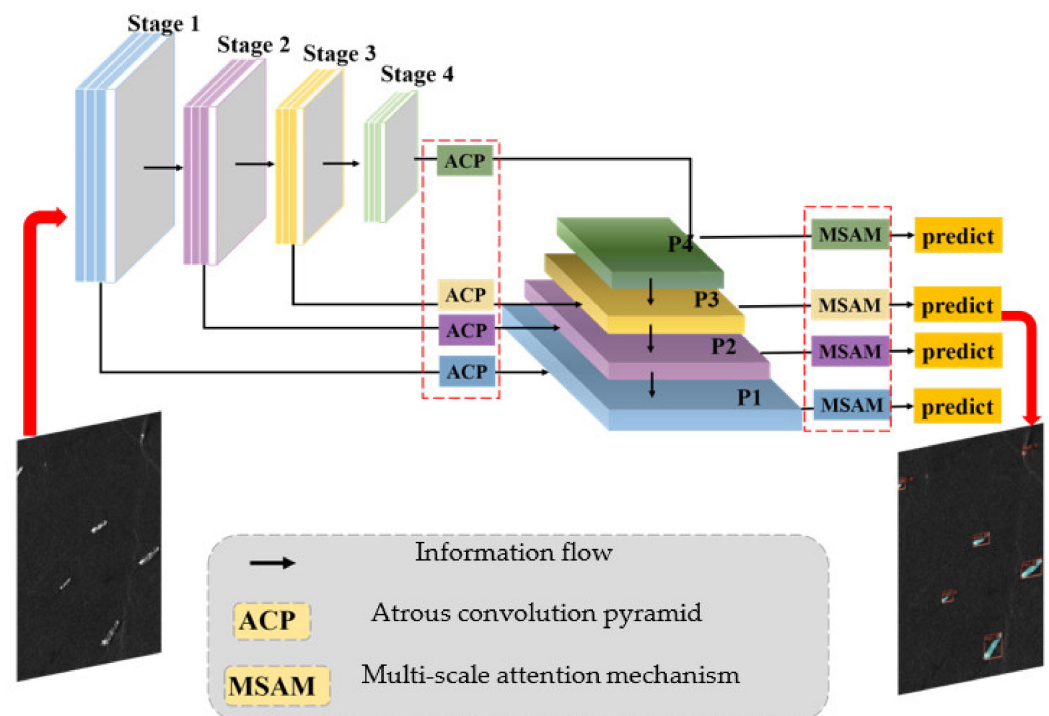 Stage 1
Stage 2
Stage 3
Stage 4
ACP
P4
MSAM
predict
ACP
P3
MSAM
predict
ACP
P2
MSAM
predict
ACP
P1
MSAM
predict
Information flow
ACP
Atrous convolution pyramid
MSAM
Multi-scale attention mechanism